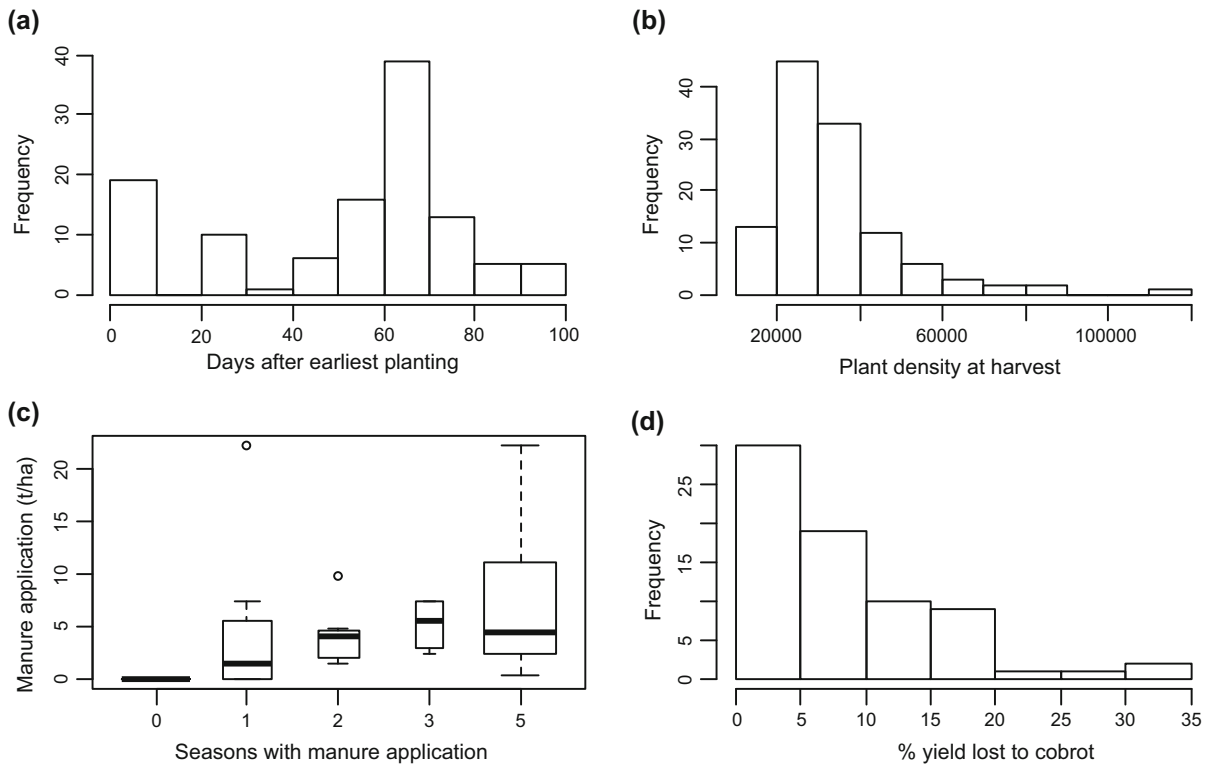 (a)
Frequency
0 10 20 30 40
0 20 40 60 80 100
Days after earliest planting
(b)
Frequency
0 10 20 30 40
20000 60000 100000
Plant density at harvest
(c)
Manure application (t/ha)
0 5 10 15 20
0 1 2 3 5
Seasons with manure application
(d)
Frequency
0 5 15 25
0 5 10 15 20 25 30 35
% yield lost to cobrot